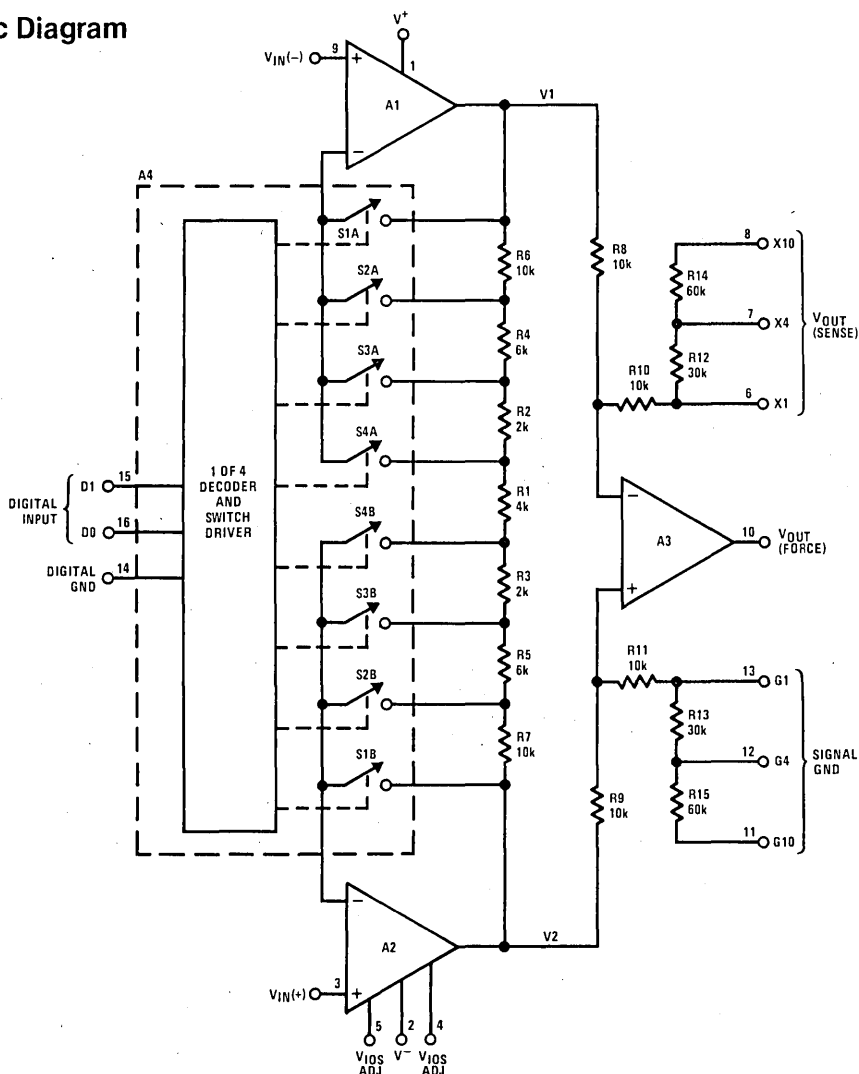 c Diagram
V+
VIN(–)
9
1
A1
V1
A4
S1A
S2A
S3A
S4A
S4B
S3B
S2B
S1B
1 OF 4
DECODER
AND
SWITCH
DRIVER
DIGITAL
INPUT
D1
15
D0
16
DIGITAL
GND
14
R6
10k
R4
6k
R2
2k
R1
4k
R3
2k
R5
6k
R7
10k
R8
10k
R10
10k
R14
60k
R12
30k
8
X10
7
X4
6
X1
VOUT
(SENSE)
A3
10
VOUT
(FORCE)
R11
10k
R13
30k
R15
60k
R9
10k
13
G1
12
G4
11
G10
SIGNAL
GND
A2
V2
VIN(+)
3
5
2
4
VIOS
ADJ
V–
VIOS
ADJ